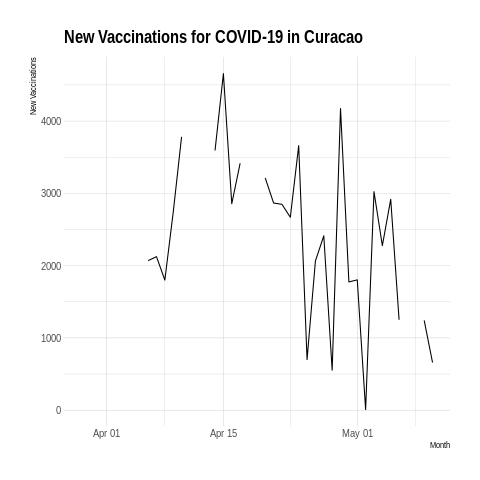 New Vaccinations for COVID-19 in Curacao
New Vaccinations
4000
3000
2000
1000
0
Apr 01
Apr 15
May 01
Month